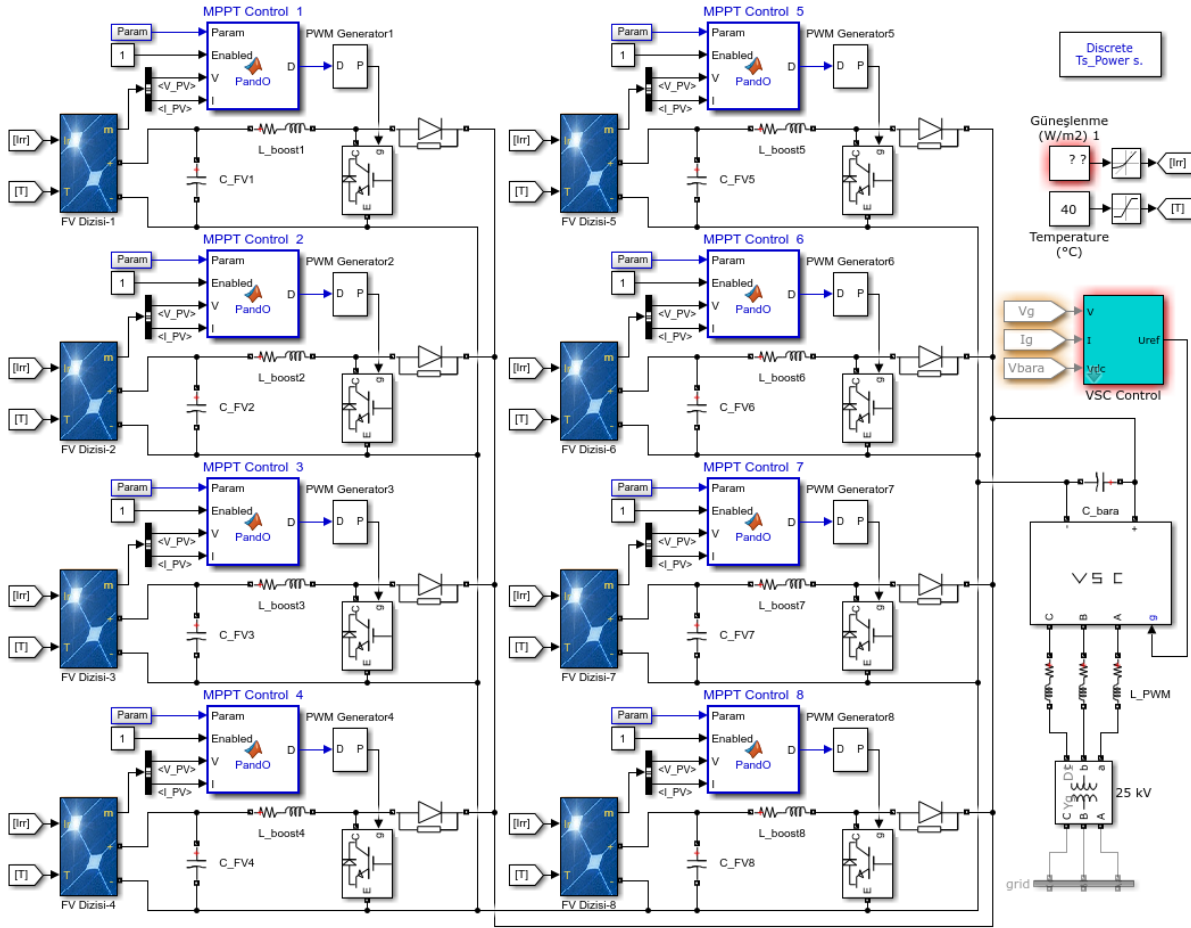 MPPT Control 1
Param
Param
PWM Generator1
1
Enabled
V
I
D
PandO
D P
<V_PV>
<I_PV>
[Irr]
m
+
[T]
T
-
L_boost1
C_FV1
g
C
E
FV Dizisi-1
MPPT Control 2
Param
Param
PWM Generator2
1
Enabled
V
I
D
PandO
D P
<V_PV>
<I_PV>
[Irr]
m
+
[T]
T
-
L_boost2
C_FV2
g
C
E
FV Dizisi-2
MPPT Control 3
Param
Param
PWM Generator3
1
Enabled
V
I
D
PandO
D P
<V_PV>
<I_PV>
[Irr]
m
+
[T]
T
-
L_boost3
C_FV3
g
C
E
FV Dizisi-3
MPPT Control 4
Param
Param
PWM Generator4
1
Enabled
V
I
D
PandO
D P
<V_PV>
<I_PV>
[Irr]
m
+
[T]
T
-
L_boost4
C_FV4
g
C
E
FV Dizisi-4
MPPT Control 5
Param
Param
PWM Generator5
1
Enabled
V
I
D
PandO
D P
<V_PV>
<I_PV>
[Irr]
m
+
[T]
T
-
L_boost5
C_FV5
g
C
E
FV Dizisi-5
MPPT Control 6
Param
Param
PWM Generator6
1
Enabled
V
I
D
PandO
D P
<V_PV>
<I_PV>
[Irr]
m
+
[T]
T
-
L_boost6
C_FV6
g
C
E
FV Dizisi-6
MPPT Control 7
Param
Param
PWM Generator7
1
Enabled
V
I
D
PandO
D P
<V_PV>
<I_PV>
[Irr]
m
+
[T]
T
-
L_boost7
C_FV7
g
C
E
FV Dizisi-7
MPPT Control 8
Param
Param
PWM Generator8
1
Enabled
V
I
D
PandO
D P
<V_PV>
<I_PV>
[Irr]
m
+
[T]
T
-
L_boost8
C_FV8
g
C
E
FV Dizisi-8
Discrete
Ts_Power s.
Güneşlenme
(W/m2) 1
? ?
[Irr]
40
[T]
Temperature
(°C)
Vg
V
Ig
I
Uref
Vbara
Vdc
VSC Control
C_bara
- +
VSC
C B A g
L_PWM
c b a
D1
Yg
25 kV
C B A
grid